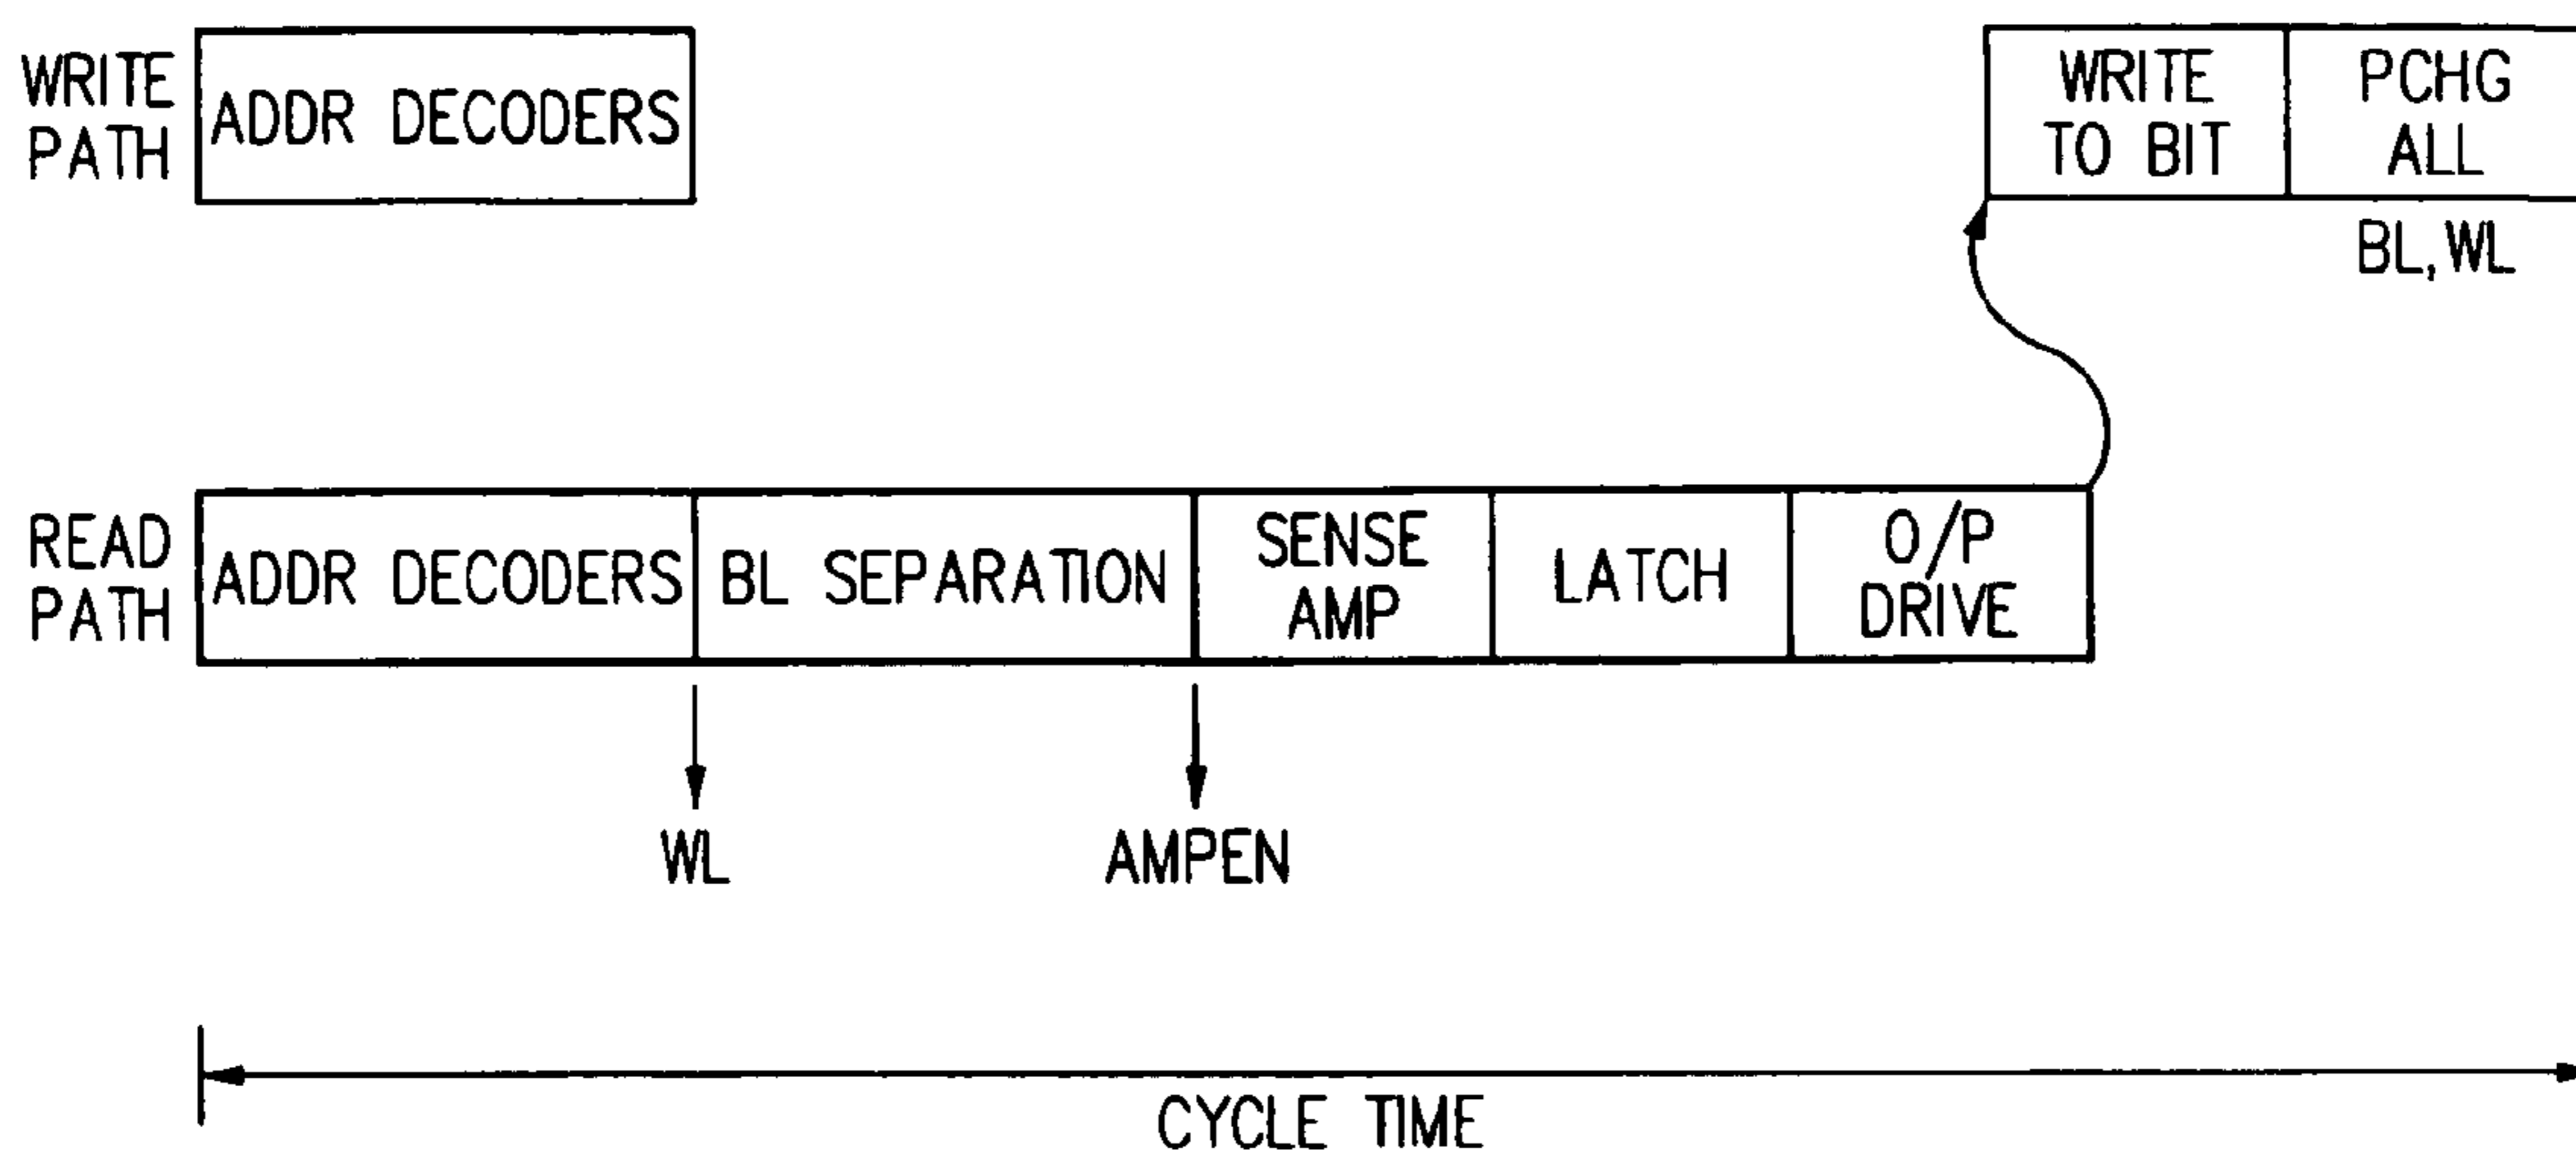 WRITE
PATH
ADDR DECODERS
WRITE
TO BIT
PCHG
ALL
BL, WL
READ
PATH
ADDR DECODERS
BL SEPARATION
SENSE
AMP
LATCH
O/P
DRIVE
WL
AMPEN
CYCLE TIME